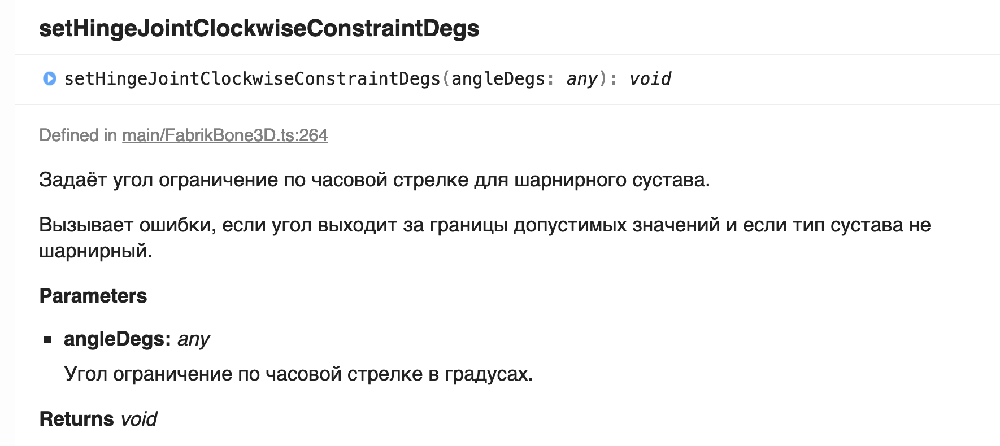 setHingeJointClockwiseConstraintDegs
setHingeJointClockwiseConstraintDegs(angleDegs: any): void
Defined in main/FabrikBone3D.ts:264
Задаёт угол ограничение по часовой стрелке для шарнирного сустава.
Вызывает ошибки, если угол выходит за границы допустимых значений и если тип сустава не
шарнирный.
Parameters
angleDegs: any
Угол ограничение по часовой стрелке в градусах.
Returns void